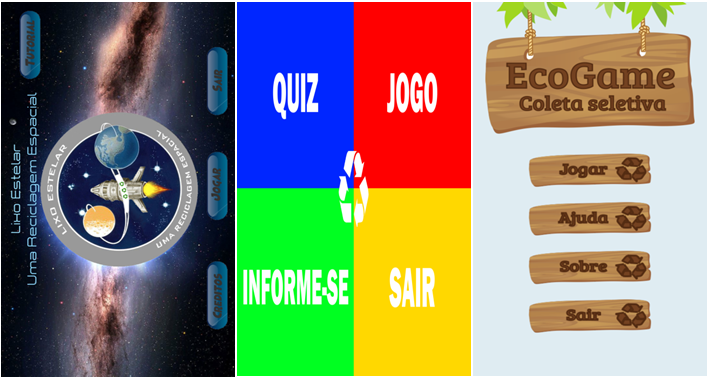 Lixo Estelar
Uma Reciclagem Espacial
Tutorial
Sair
Jogar
Creditos
LIXO ESTELAR
UMA RECICLAGEM ESPACIAL
QUIZ
JOGO
INFORME-SE
SAIR
EcoGame
Coleta seletiva
Jogar
Ajuda
Sobre
Sair